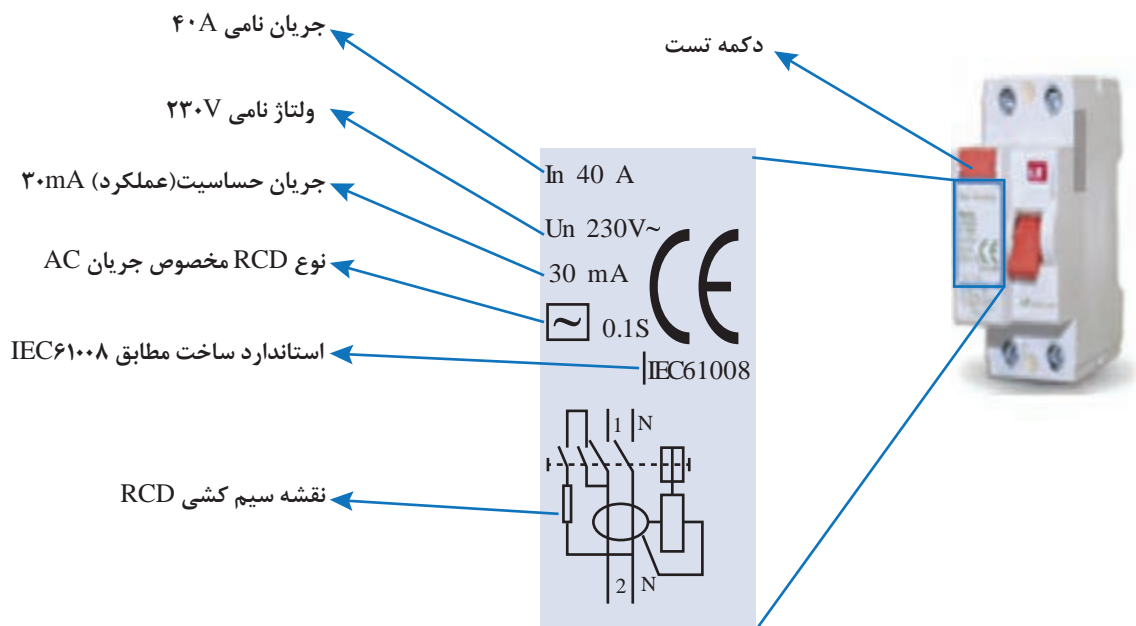 جریان نامی ۴۰A
دکمه تست
ولتاژ نامی ۲۳۰V
جریان حساسیت(عملکرد) ۳۰mA
نوع RCD مخصوص جریان AC
استاندارد ساخت مطابق IEC۶۱۰۰۸
نقشه سیم کشی RCD
In 40 A
Un 230V~
30 mA
CE
~ 0.1S
IEC61008
1 N
2 N